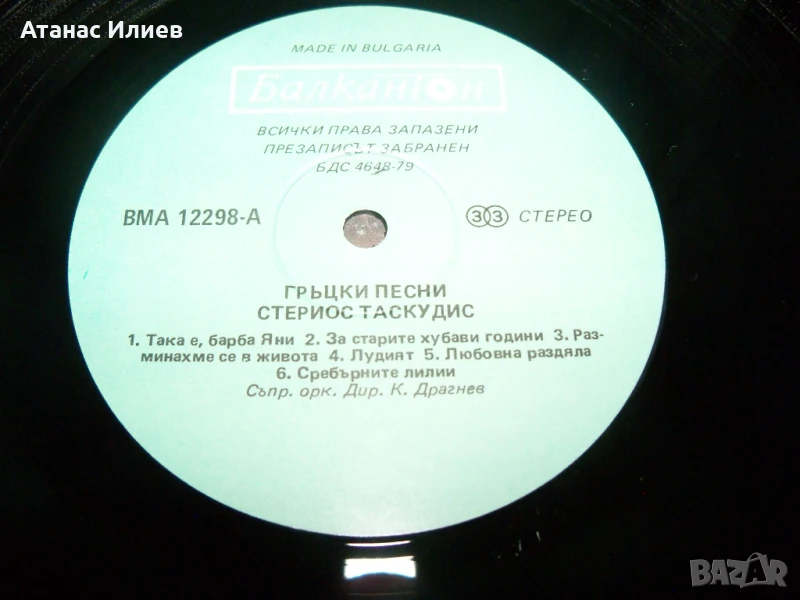 Атанас Илиев
MADE IN BULGARIA
Балкантон
ВСИЧКИ ПРАВА ЗАПАЗЕНИ
ПРЕЗАПИСЪТ ЗАБРАНЕН
БДС 4648-79
ВМА 12298-А
33 СТЕРЕО
ГРЪЦКИ ПЕСНИ
СТЕРИОС ТАСКУДИС
1. Така е, барба Яни 2. За старите хубави години 3. Раз-
минахме се в живота 4. Лудият 5. Любовна раздяла
6. Сребърните лилии
Съпр. орк. Дир. К. Драгнев
BAZAR